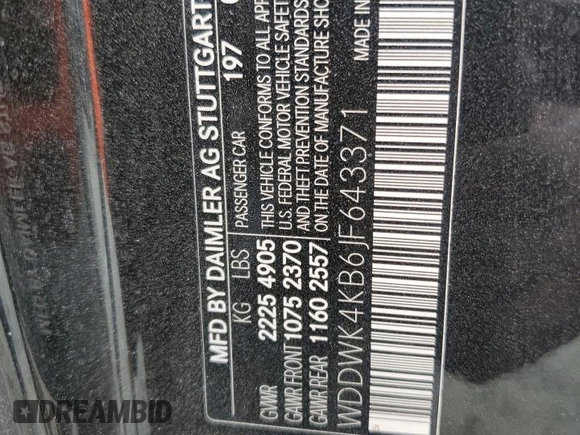 MFD BY DAIMLER AG STUTTGART
197
KG LBS PASSENGER CAR
GVWR 2225 4905 THIS VEHICLE CONFORMS TO ALL APP
GAWR FRONT 1075 2370 U.S. FEDERAL MOTOR VEHICLE SAFET
GAWR REAR 1160 2557 AND THEFT PREVENTION STANDARDS
ON THE DATE OF MANUFACTURE SHO
WDDWK4KB6JF643371
MADE IN
DREAMBID